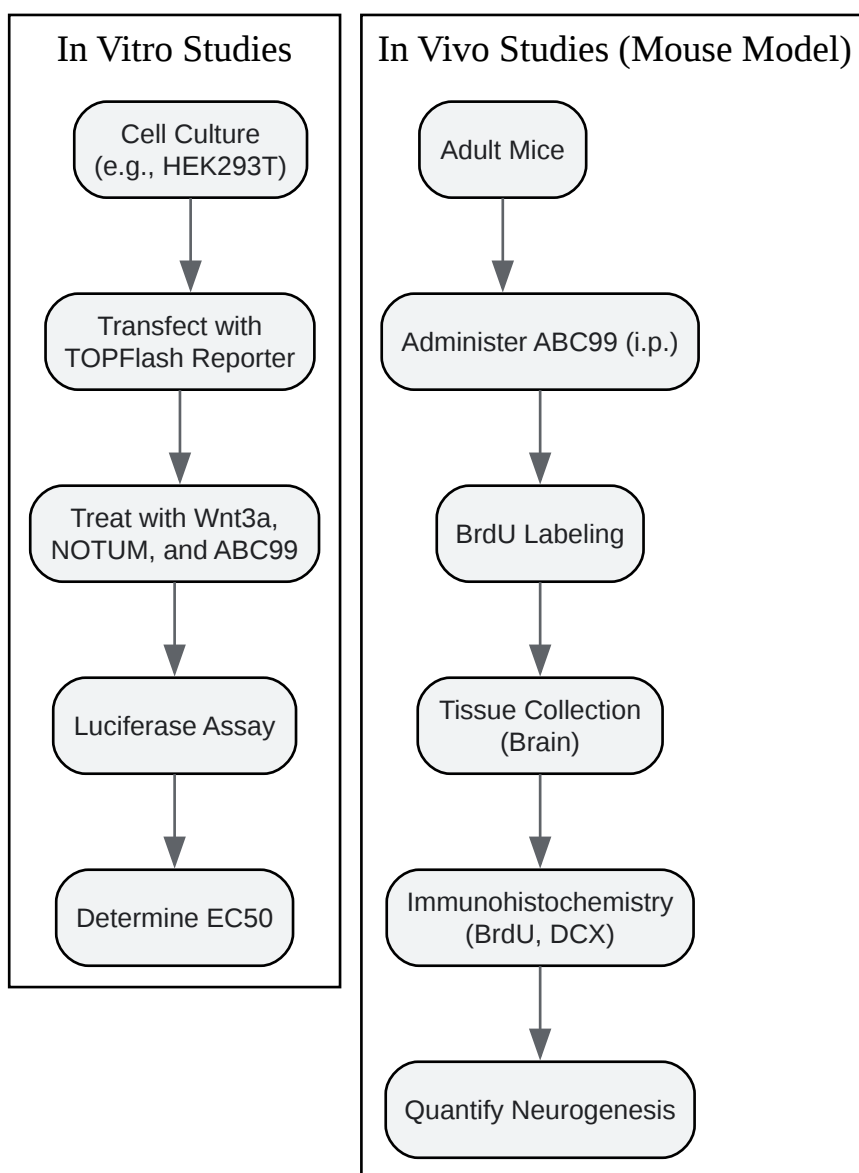 In Vitro Studies
Cell Culture
(e.g., HEK293T)
Transfect with
TOPFlash Reporter
Treat with Wnt3a,
NOTUM, and ABC99
Luciferase Assay
Determine EC50
In Vivo Studies (Mouse Model)
Adult Mice
Administer ABC99 (i.p.)
BrdU Labeling
Tissue Collection
(Brain)
Immunohistochemistry
(BrdU, DCX)
Quantify Neurogenesis